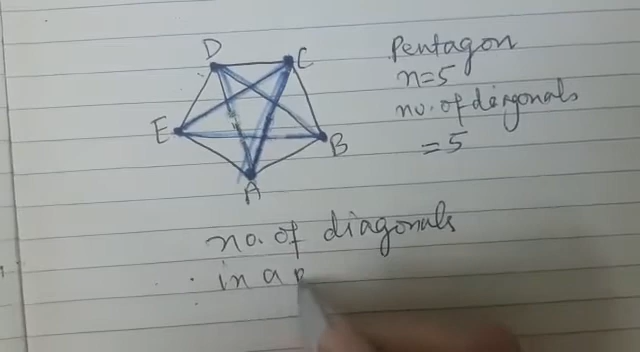 D
C
E
B
A
Pentagon
n=5
no. of diagonals
=5
no. of diagonals
in a